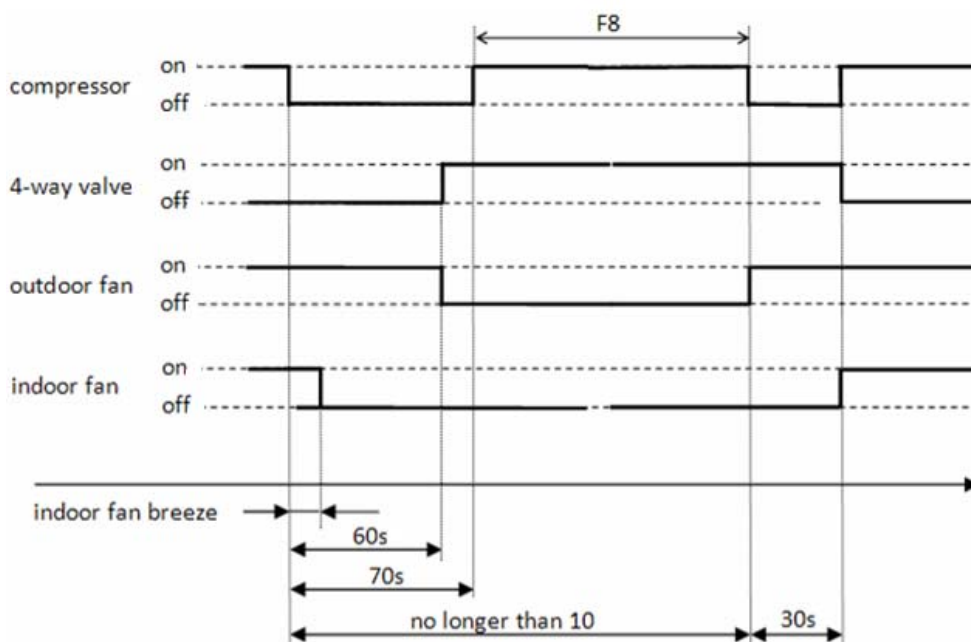 F8
on
compressor
off
on
4-way valve
off
on
outdoor fan
off
on
indoor fan
off
indoor fan breeze
60s
70s
no longer than 10
30s